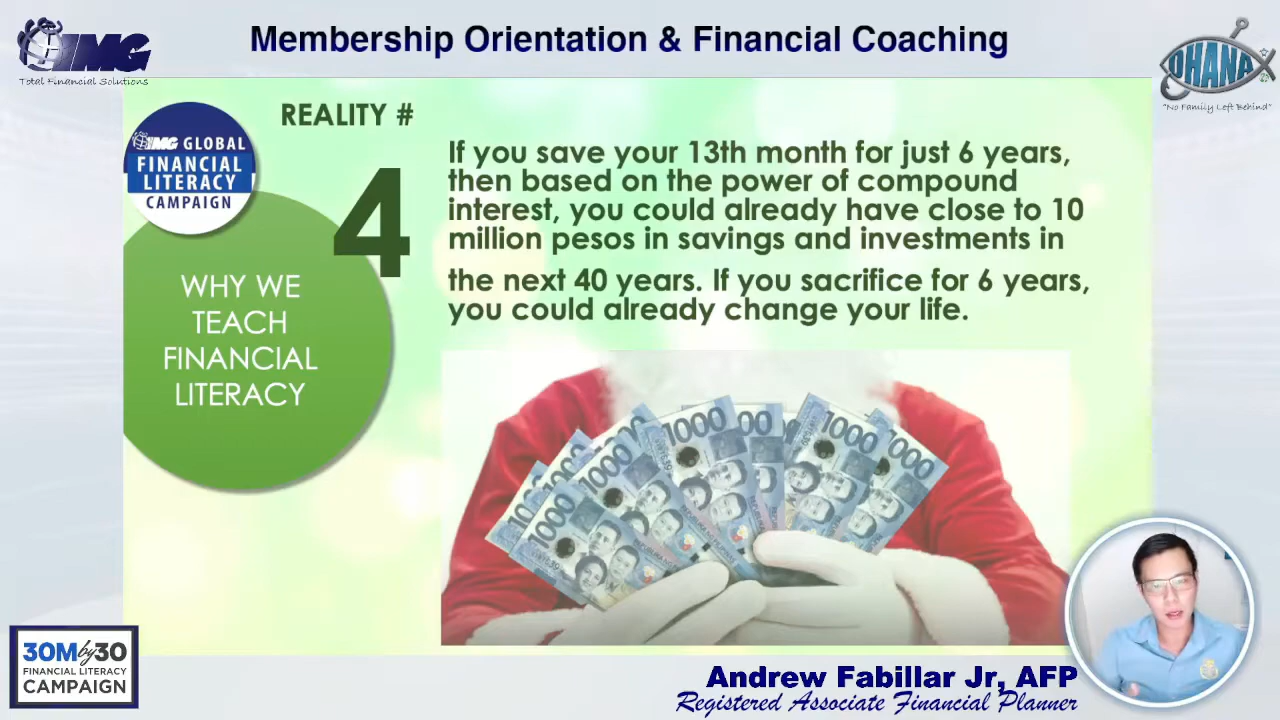 Membership Orientation & Financial Coaching
IMG
Total Financial Solutions
OHANA
"No Family Left Behind"
IMG GLOBAL
FINANCIAL
LITERACY
CAMPAIGN
REALITY #
4
WHY WE
TEACH
FINANCIAL
LITERACY
If you save your 13th month for just 6 years,
then based on the power of compound
interest, you could already have close to 10
million pesos in savings and investments in
the next 40 years. If you sacrifice for 6 years,
you could already change your life.
1000
1000
1000
1000
1000
30M by 30
FINANCIAL LITERACY
CAMPAIGN
Andrew Fabillar Jr, AFP
Registered Associate Financial Planner